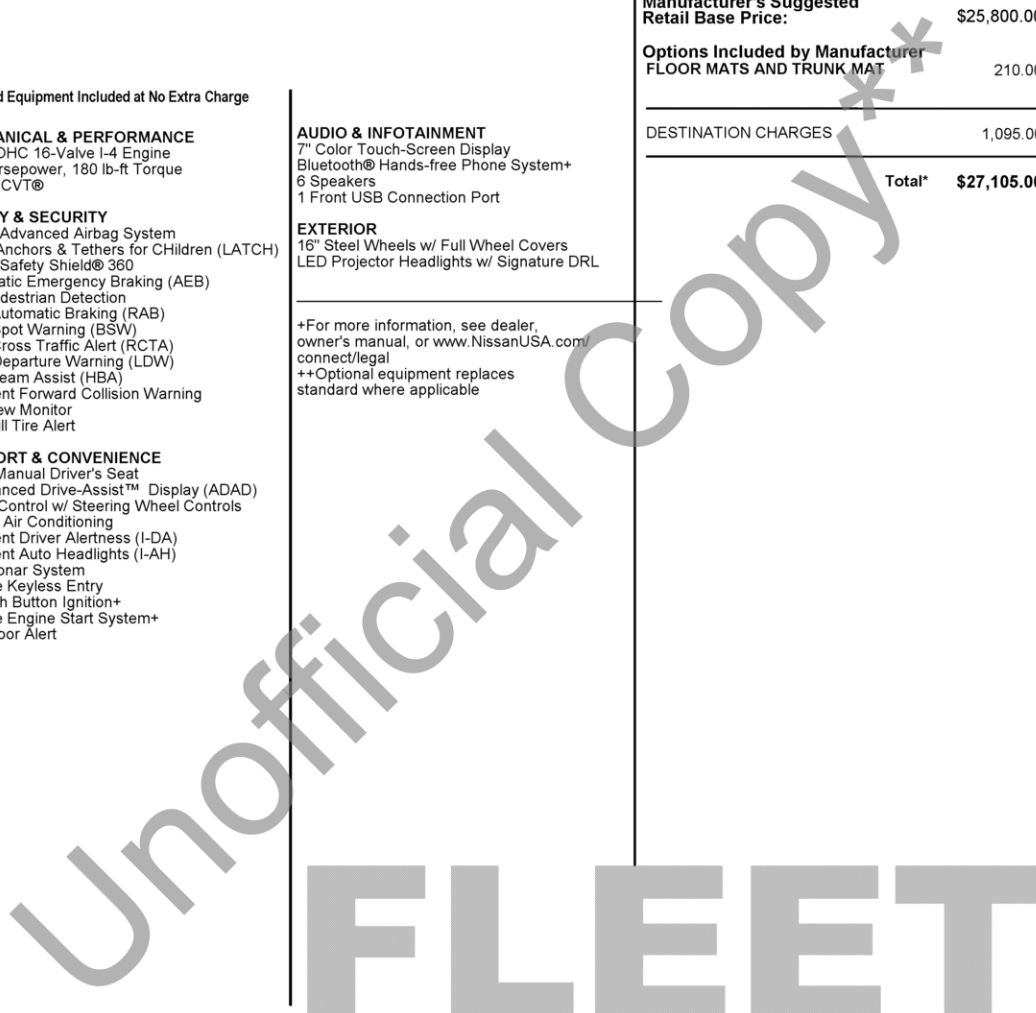 d Equipment Included at No Extra Charge
ANICAL & PERFORMANCE
OHC 16-Valve I-4 Engine
rsepower, 180 lb-ft Torque
CVT®
Y & SECURITY
Advanced Airbag System
Anchors & Tethers for CHildren (LATCH)
Safety Shield® 360
atic Emergency Braking (AEB)
destrian Detection
utomatic Braking (RAB)
pot Warning (BSW)
ross Traffic Alert (RCTA)
Departure Warning (LDW)
eam Assist (HBA)
ent Forward Collision Warning
ew Monitor
ll Tire Alert
ORT & CONVENIENCE
Manual Driver's Seat
anced Drive-Assist™ Display (ADAD)
Control w/ Steering Wheel Controls
Air Conditioning
ent Driver Alertness (I-DA)
ent Auto Headlights (I-AH)
onar System
e Keyless Entry
h Button Ignition+
e Engine Start System+
oor Alert
AUDIO & INFOTAINMENT
7" Color Touch-Screen Display
Bluetooth® Hands-free Phone System+
6 Speakers
1 Front USB Connection Port
EXTERIOR
16" Steel Wheels w/ Full Wheel Covers
LED Projector Headlights w/ Signature DRL
+For more information, see dealer,
owner's manual, or www.NissanUSA.com/
connect/legal
++Optional equipment replaces
standard where applicable
Manufacturer's Suggested
Retail Base Price: $25,800.00
Options Included by Manufacturer
FLOOR MATS AND TRUNK MAT 210.00
DESTINATION CHARGES 1,095.00
Total* $27,105.00
Unofficial Copy**
FLEET